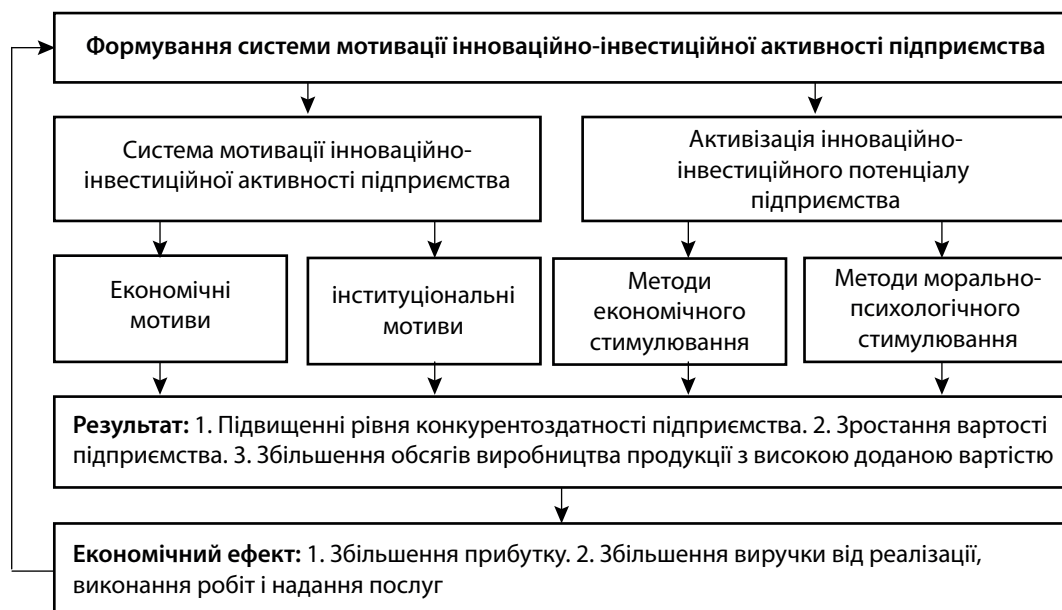 Формування системи мотивації інноваційно-інвестиційної активності підприємства
Система мотивації інноваційно-
інвестиційної активності підприємства
Активізація інноваційно-
інвестиційного потенціалу
підприємства
Економічні
мотиви
інституціональні
мотиви
Методи
економічного
стимулювання
Методи морально-
психологічного
стимулювання
Результат: 1. Підвищенні рівня конкурентоздатності підприємства. 2. Зростання вартості
підприємства. 3. Збільшення обсягів виробництва продукції з високою доданою вартістю
Економічний ефект: 1. Збільшення прибутку. 2. Збільшення виручки від реалізації,
виконання робіт і надання послуг